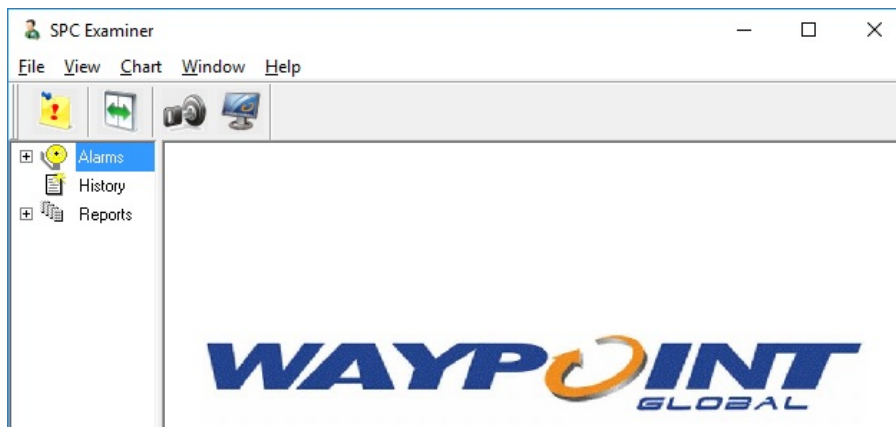 SPC Examiner
File View Chart Window Help
Alarms
History
Reports
WAYPOINT
GLOBAL